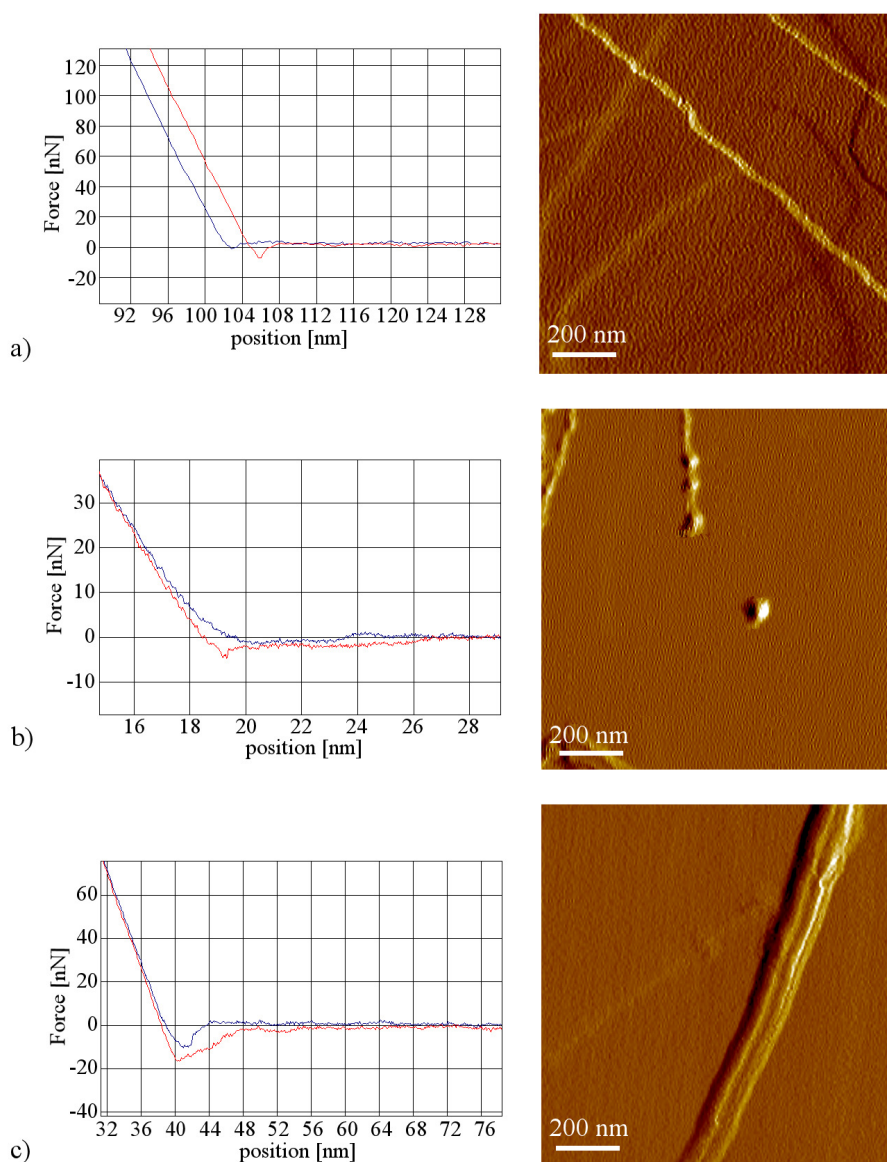 120
100
80
60
40
20
0
-20
Force [nN]
92 96 100 104 108 112 116 120 124 128
position [nm]
a)
200 nm
30
20
10
0
-10
Force [nN]
16 18 20 22 24 26 28
position [nm]
b)
200 nm
60
40
20
0
-20
-40
Force [nN]
32 36 40 44 48 52 56 60 64 68 72 76
position [nm]
c)
200 nm